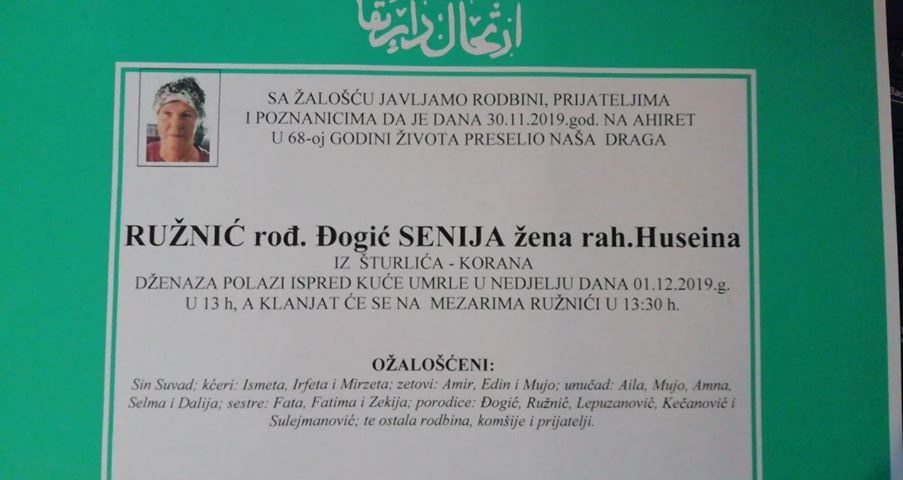 ارتحال دار بقا
SA ŽALOŠĆU JAVLJAMO RODBINI, PRIJATELJIMA
I POZNANICIMA DA JE DANA 30.11.2019.god. NA AHIRET
U 68-oj GODINI ŽIVOTA PRESELIO NAŠA DRAGA
RUŽNIĆ rođ. Đogić SENIJA žena rah.Huseina
IZ ŠTURLIĆA - KORANA
DŽENAZA POLAZI ISPRED KUĆE UMRLE U NEDJELJU DANA 01.12.2019.g.
U 13 h, A KLANJAT ĆE SE NA MEZARIMA RUŽNIĆI U 13:30 h.
OŽALOŠĆENI:
Sin Suvad; kćeri: Ismeta, Irfeta i Mirzeta; zetovi: Amir, Edin i Mujo; unučad: Aila, Mujo, Amna,
Selma i Dalija; sestre: Fata, Fatima i Zekija; porodice: Đogić, Ružnić, Lepuzanović, Kečanović i
Sulejmanović; te ostala rodbina, komšije i prijatelji.